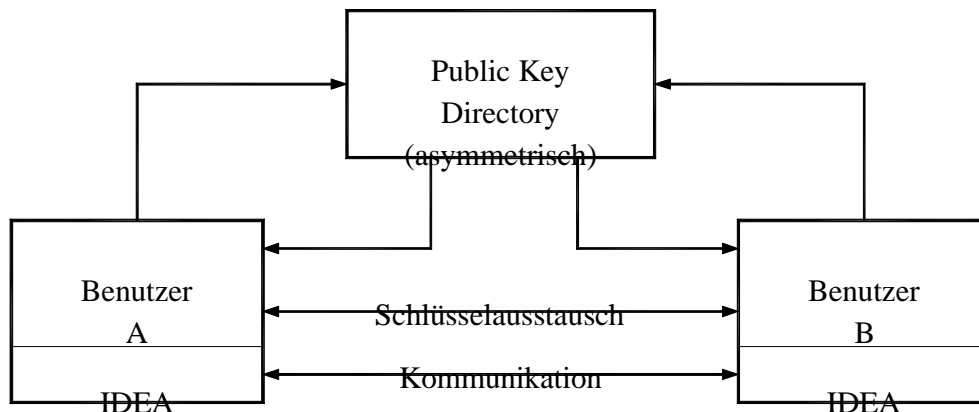 Public Key
Directory
(asymmetrisch)
Benutzer
A
IDEA
Schlüsselausstausch
Kommunikation
Benutzer
B
IDEA